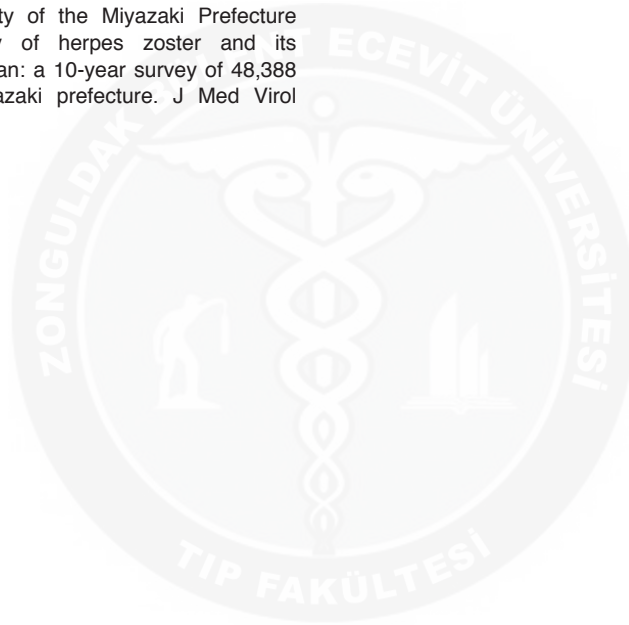 ty of the Miyazaki Prefecture
of herpes zoster and its
an: a 10-year survey of 48,388
azaki prefecture. J Med Virol
ZONGULDAK BÜLENT ECEVİT ÜNİVERSİTESİ
TIP FAKÜLTESİ